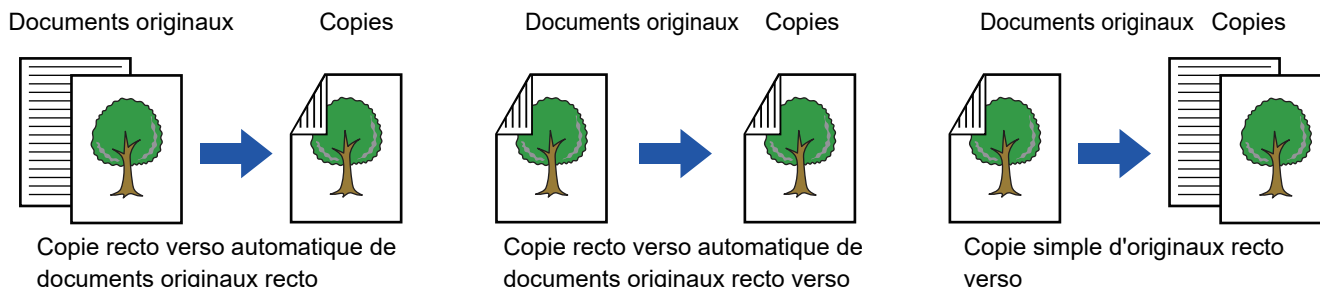 Documents originaux Copies
Documents originaux Copies
Documents originaux Copies
Copie recto verso automatique de
documents originaux recto
Copie recto verso automatique de
documents originaux recto verso
Copie simple d'originaux recto
verso